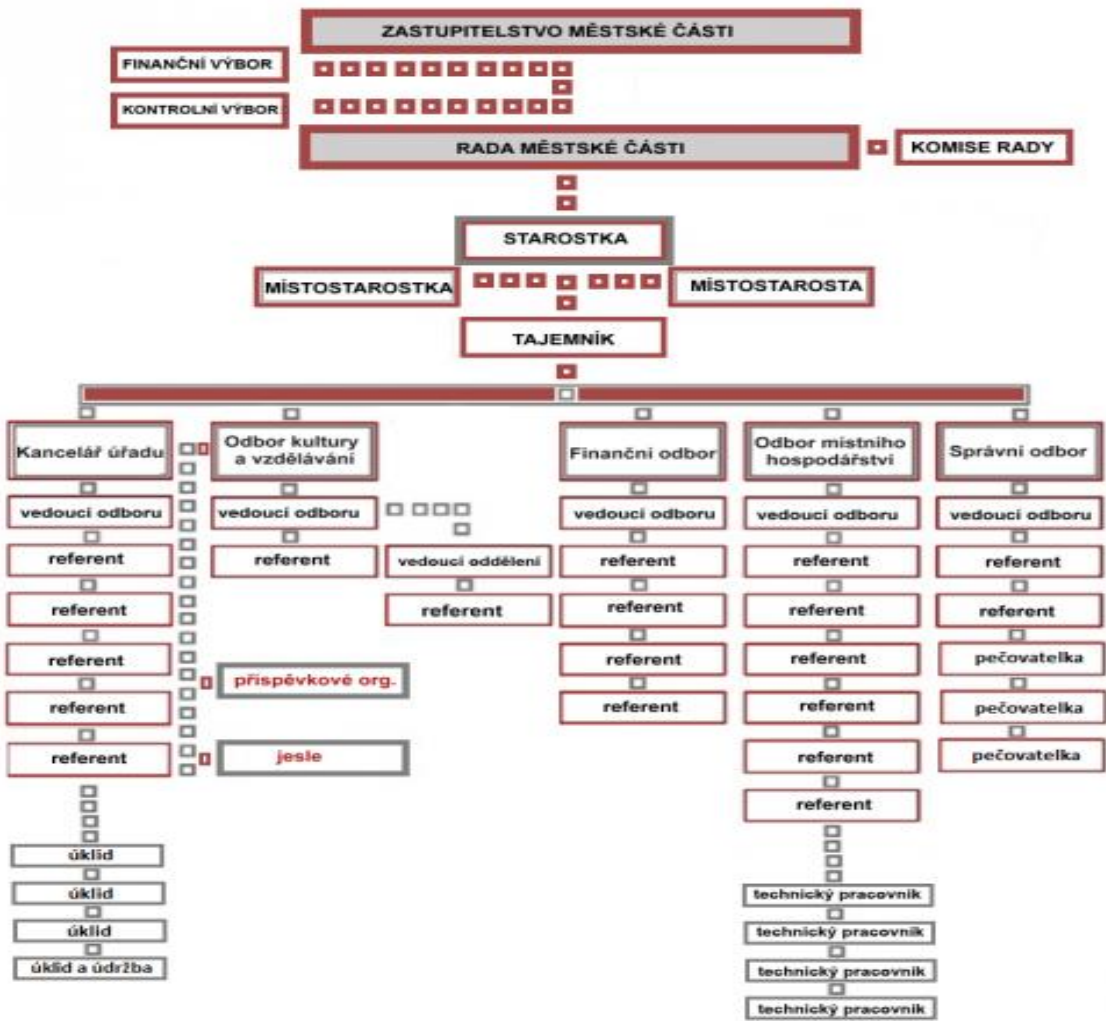 ZASTUPITELSTVO MĚSTSKÉ ČÁSTI
FINANČNÍ VÝBOR
KONTROLNÍ VÝBOR
RADA MĚSTSKÉ ČÁSTI
KOMISE RADY
STAROSTKA
MÍSTOSTAROSTKA
MÍSTOSTAROSTA
TAJEMNÍK
Kancelář úřadu
vedoucí odboru
referent
referent
referent
referent
referent
úklid
úklid
úklid
úklid a údržba
Odbor kultury
a vzdělávání
vedoucí odboru
referent
vedoucí oddělení
referent
příspěvkové org.
jesle
Finanční odbor
vedoucí odboru
referent
referent
referent
referent
Odbor místního
hospodářství
vedoucí odboru
referent
referent
referent
referent
referent
referent
technický pracovník
technický pracovník
technický pracovník
technický pracovník
Správní odbor
vedoucí odboru
referent
referent
pečovatelka
pečovatelka
pečovatelka